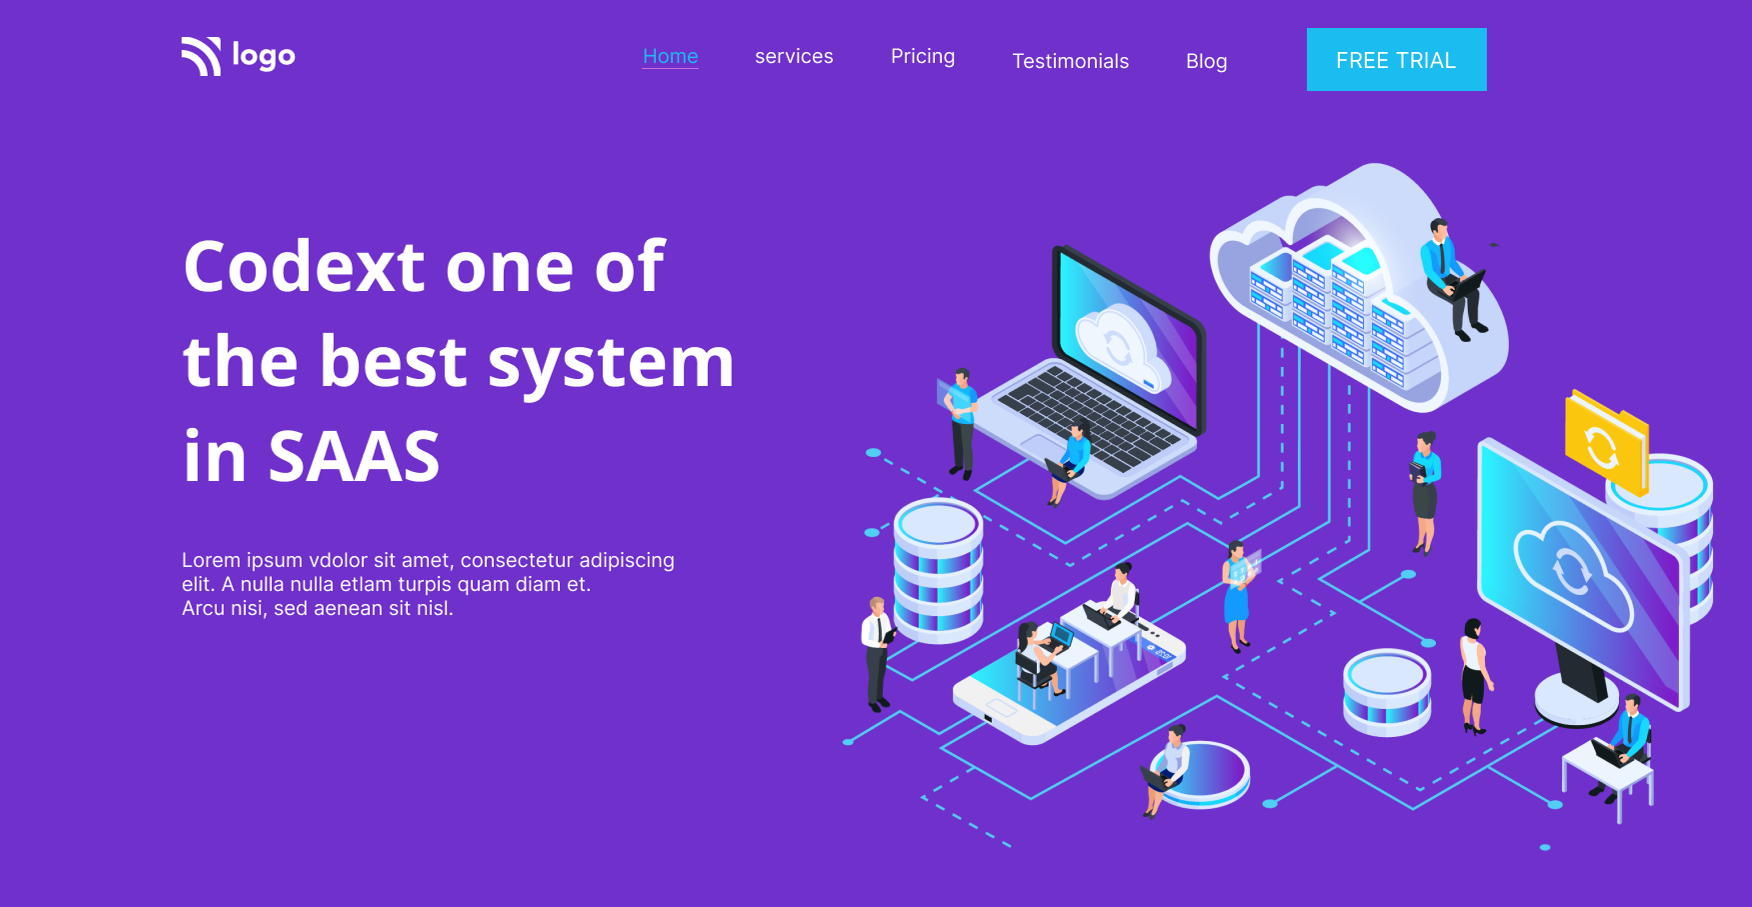 logo
Home services Pricing Testimonials Blog FREE TRIAL
Codext one of
the best system
in SAAS
Lorem ipsum vdolor sit amet, consectetur adipiscing
elit. A nulla nulla etlam turpis quam diam et.
Arcu nisi, sed aenean sit nisl.